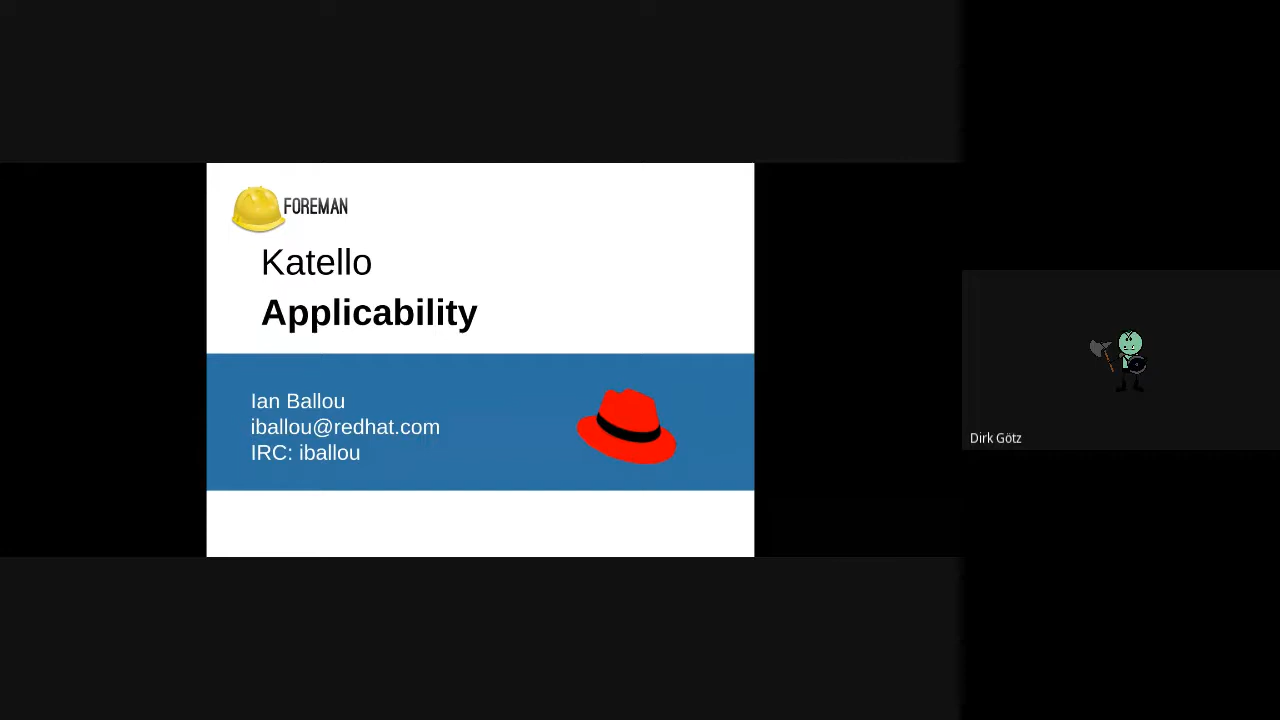 FOREMAN
Katello
Applicability
Ian Ballou
iballou@redhat.com
IRC: iballou
Dirk Götz